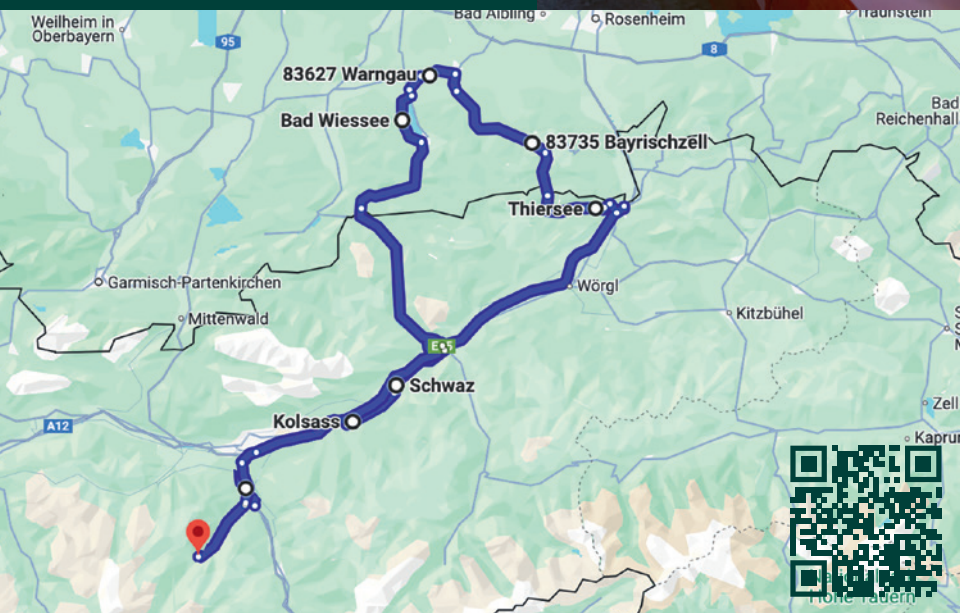 Bad Aibling
Traunstein
Weilheim in
Oberbayern
Rosenheim
95
8
83627 Warngau
Bad Wiessee
83735 Bayrischzell
Bad
Reichenhall
Thiersee
Garmisch-Partenkirchen
Wörgl
Mittenwald
Kitzbühel
Schwaz
Zell
Kolsass
A12
Kaprun
Hohe Tauern